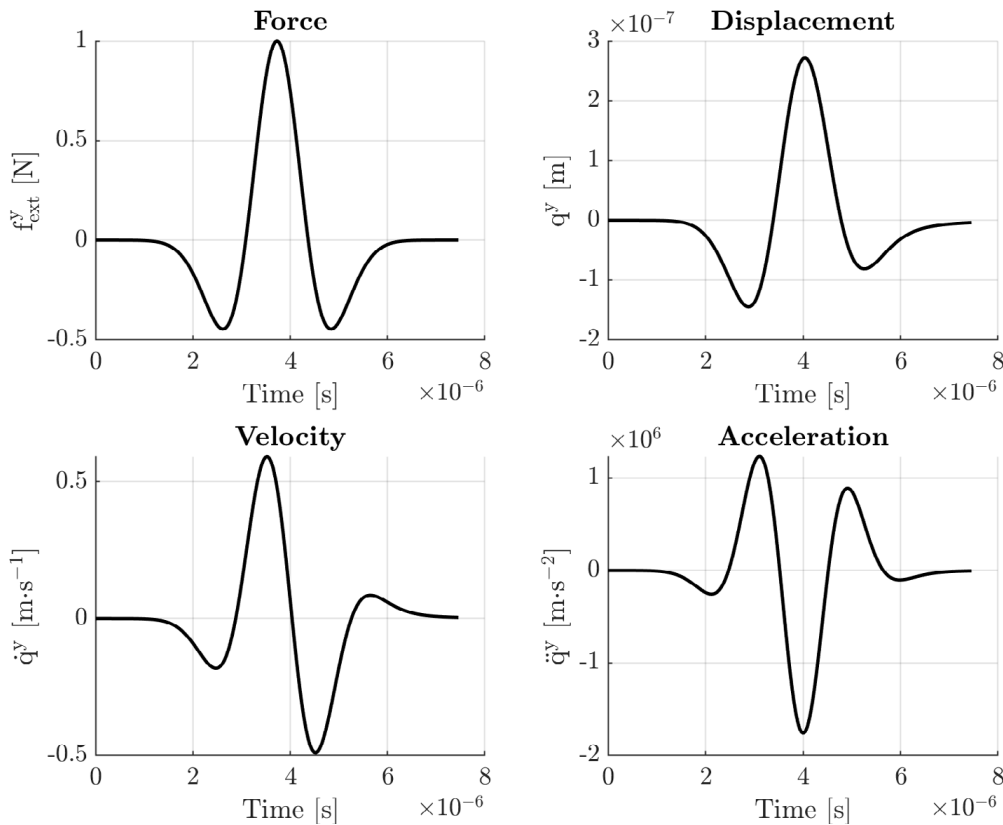 Force
1
0.5
0
-0.5
f^y_ext [N]
0 2 4 6 8
Time [s] ×10^−6
Displacement
×10^−7
3
2
1
0
-1
-2
q^y [m]
0 2 4 6 8
Time [s] ×10^−6
Velocity
0.5
0
-0.5
q̇^y [m·s^−1]
0 2 4 6 8
Time [s] ×10^−6
Acceleration
×10^6
1
0
-1
-2
q̈^y [m·s^−2]
0 2 4 6 8
Time [s] ×10^−6